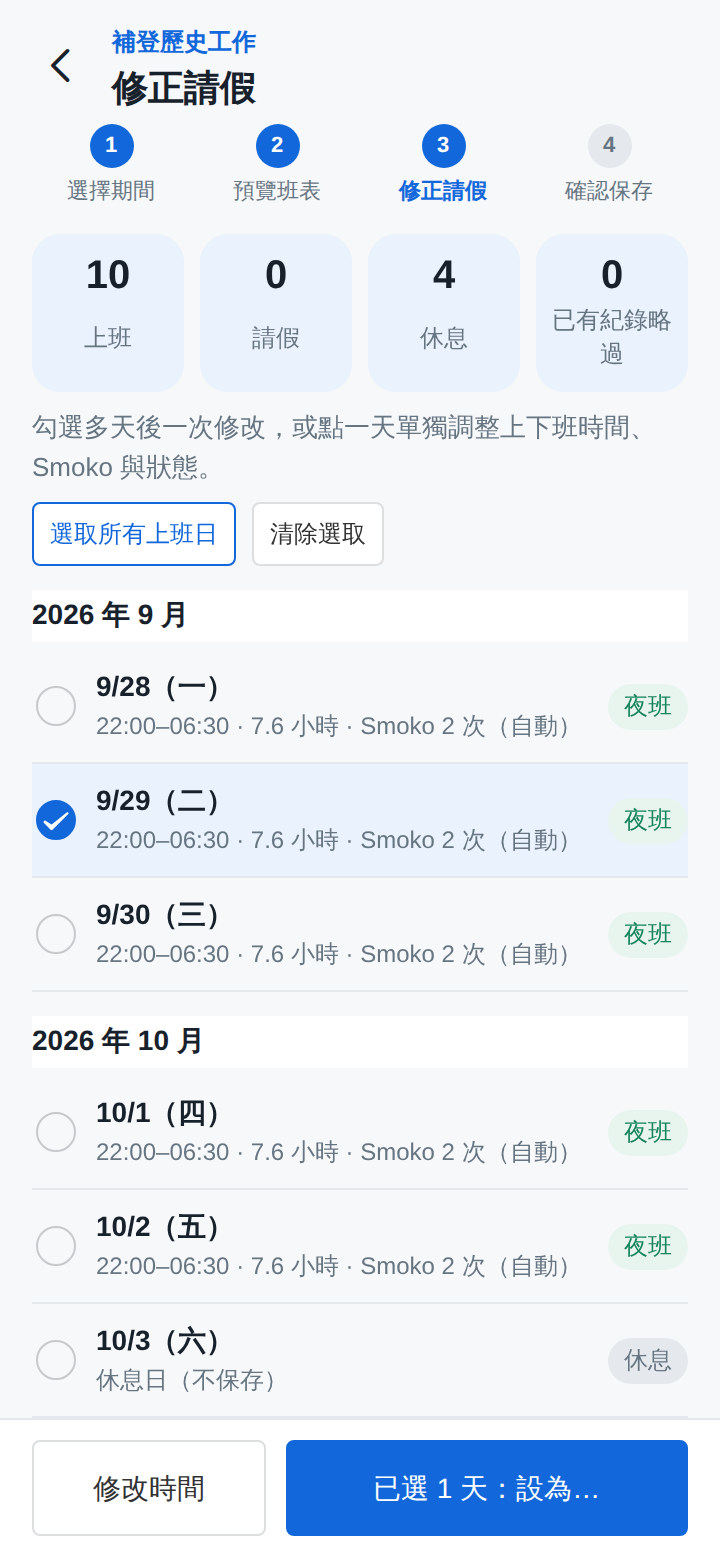 補登歷史工作
修正請假
1 2 3 4
選擇期間 預覽班表 修正請假 確認保存
10 0 4 0
上班 請假 休息 已有紀錄略
過
勾選多天後一次修改，或點一天單獨調整上下班時間、
Smoko 與狀態。
選取所有上班日 清除選取
2026 年 9 月
9/28（一）
22:00–06:30 · 7.6 小時 · Smoko 2 次（自動） 夜班
9/29（二）
22:00–06:30 · 7.6 小時 · Smoko 2 次（自動） 夜班
9/30（三）
22:00–06:30 · 7.6 小時 · Smoko 2 次（自動） 夜班
2026 年 10 月
10/1（四）
22:00–06:30 · 7.6 小時 · Smoko 2 次（自動） 夜班
10/2（五）
22:00–06:30 · 7.6 小時 · Smoko 2 次（自動） 夜班
10/3（六）
休息日（不保存） 休息
修改時間 已選 1 天：設為…